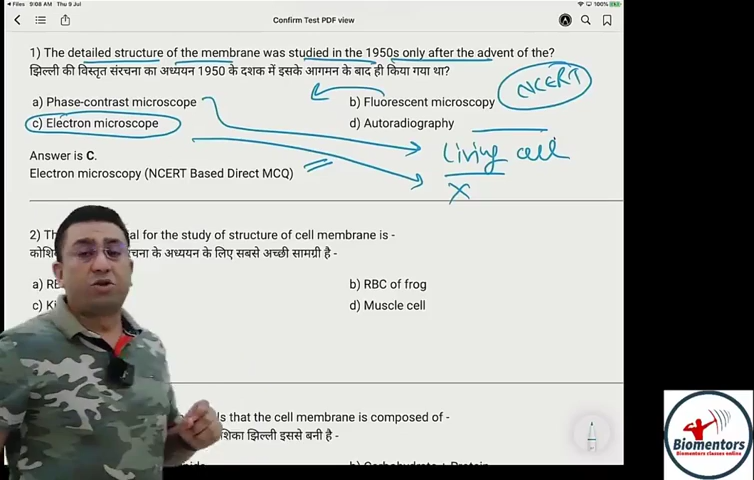 Files 9:08 AM Thu 9 Jul
100%
Confirm Test PDF view
1) The detailed structure of the membrane was studied in the 1950s only after the advent of the?
झिल्ली की विस्तृत संरचना का अध्ययन 1950 के दशक में इसके आगमन के बाद ही किया गया था?
NCERT
a) Phase-contrast microscope
b) Fluorescent microscopy
c) Electron microscope
d) Autoradiography
Living cell
X
Answer is C.
Electron microscopy (NCERT Based Direct MCQ)
2) Th al for the study of structure of cell membrane is -
कोशि चना के अध्ययन के लिए सबसे अच्छी सामग्री है -
a) RB
b) RBC of frog
c) Ki
d) Muscle cell
ls that the cell membrane is composed of -
शिका झिल्ली इससे बनी है -
b) Carbohydrate + Protein
Biomentors
Biomentors classes online